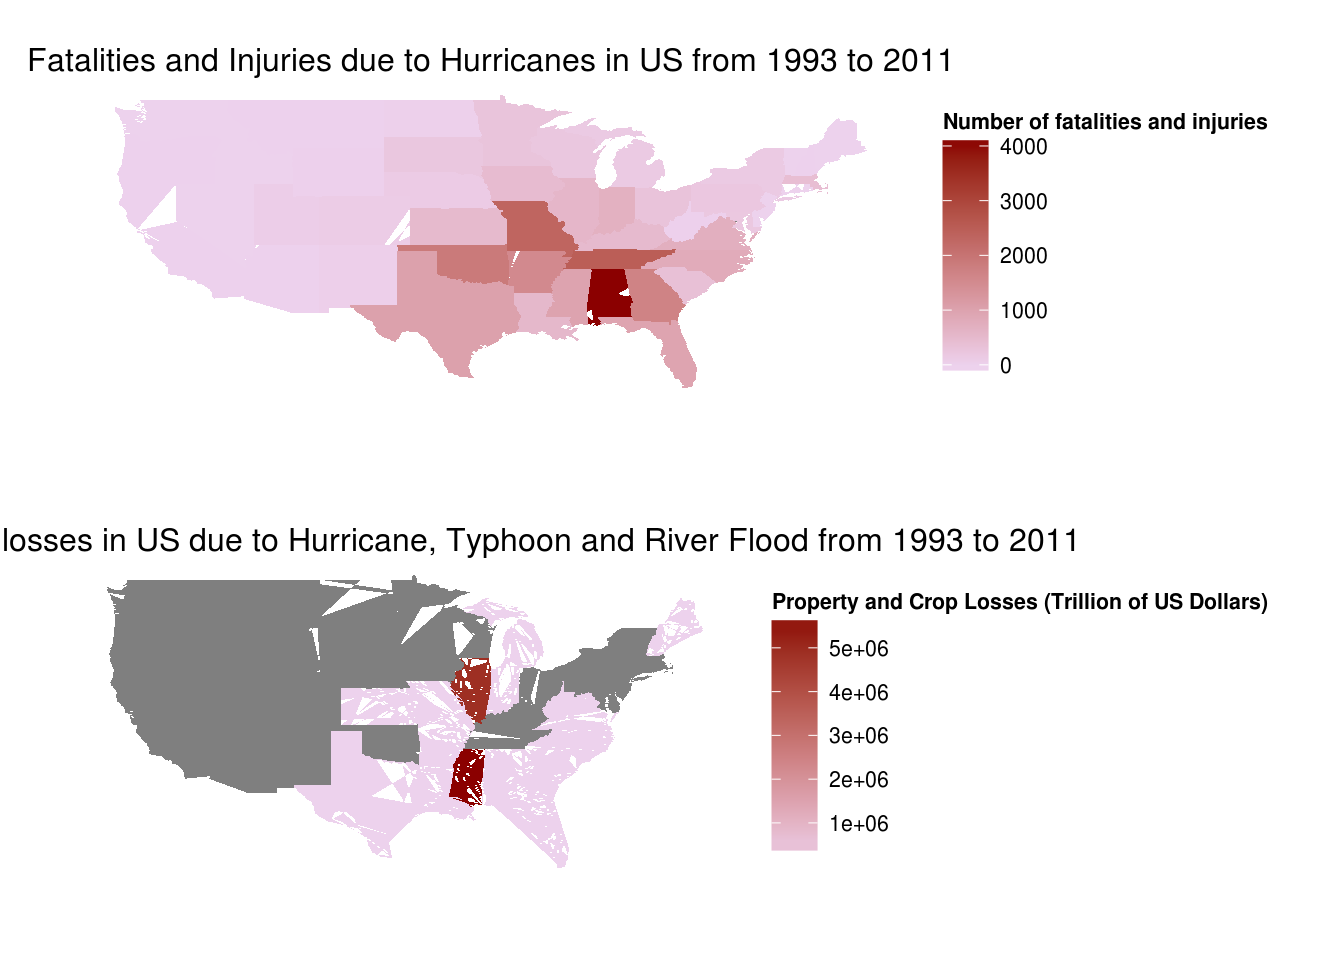 Fatalities and Injuries due to Hurricanes in US from 1993 to 2011
Number of fatalities and injuries
4000
3000
2000
1000
0
losses in US due to Hurricane, Typhoon and River Flood from 1993 to 2011
Property and Crop Losses (Trillion of US Dollars)
5e+06
4e+06
3e+06
2e+06
1e+06